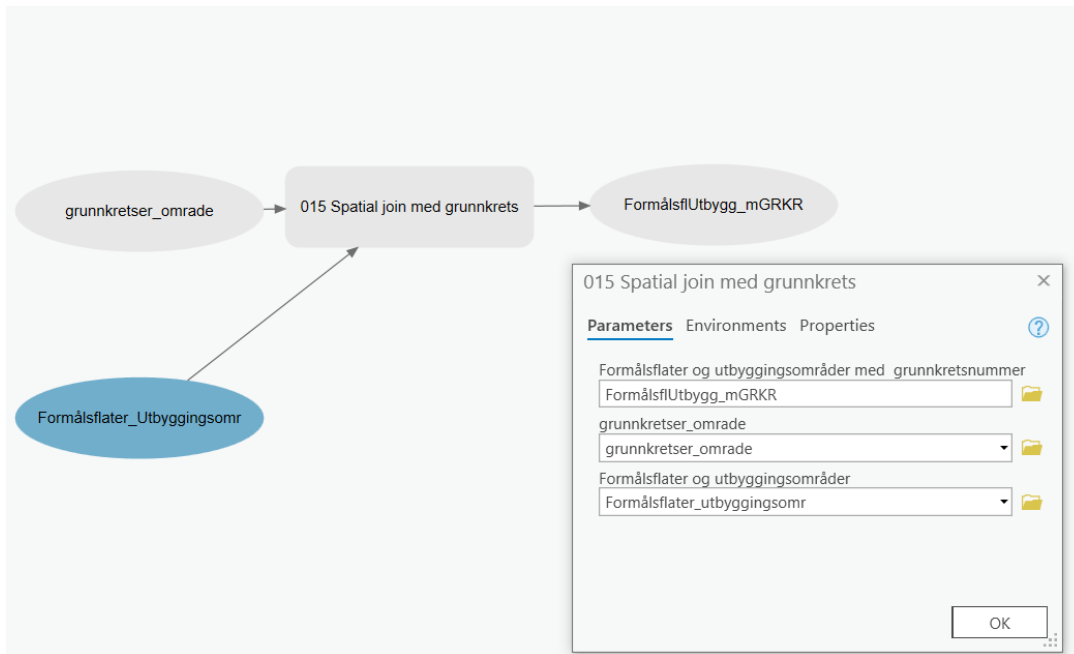 grunnkretser_omrade
015 Spatial join med grunnkrets
FormålsflUtbygg_mGRKR
Formålsflater_Utbyggingsomr
015 Spatial join med grunnkrets
Parameters Environments Properties
Formålsflater og utbyggingsområder med grunnkretsnummer
FormålsflUtbygg_mGRKR
grunnkretser_omrade
grunnkretser_omrade
Formålsflater og utbyggingsområder
Formålsflater_utbyggingsomr
OK